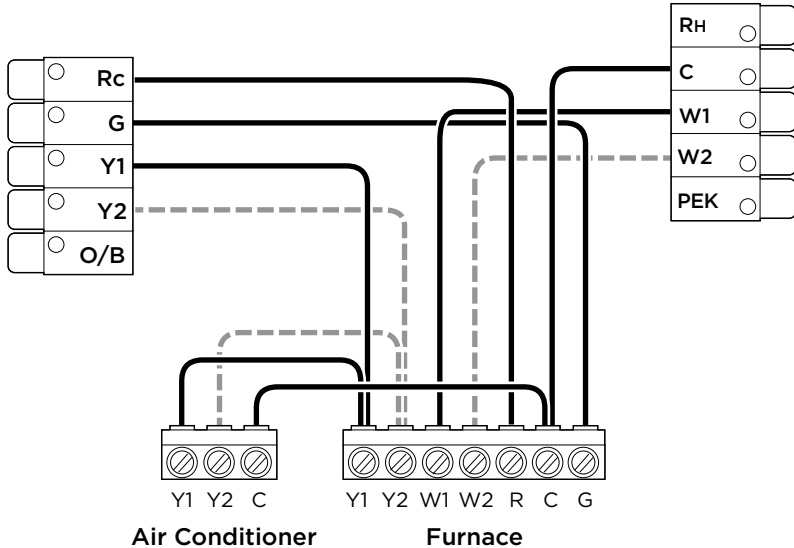 Rc
G
Y1
Y2
O/B
RH
C
W1
W2
PEK
Y1 Y2 C
Y1 Y2 W1 W2 R C G
Air Conditioner
Furnace